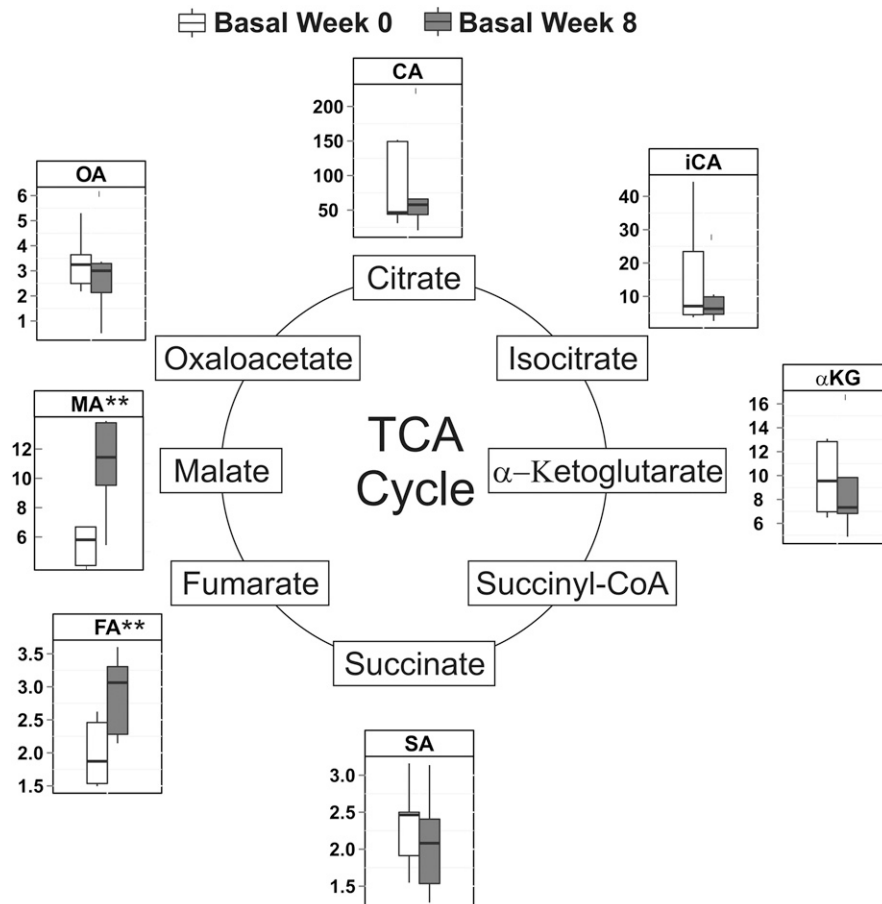 Basal Week 0 Basal Week 8
CA
200
150
100
50
OA
6
5
4
3
2
1
iCA
40
30
20
10
Citrate
Oxaloacetate
Isocitrate
MA**
12
10
8
6
Malate
TCA
Cycle
α–Ketoglutarate
αKG
16
14
12
10
8
6
Fumarate
Succinyl-CoA
FA**
3.5
3.0
2.5
2.0
1.5
Succinate
SA
3.0
2.5
2.0
1.5